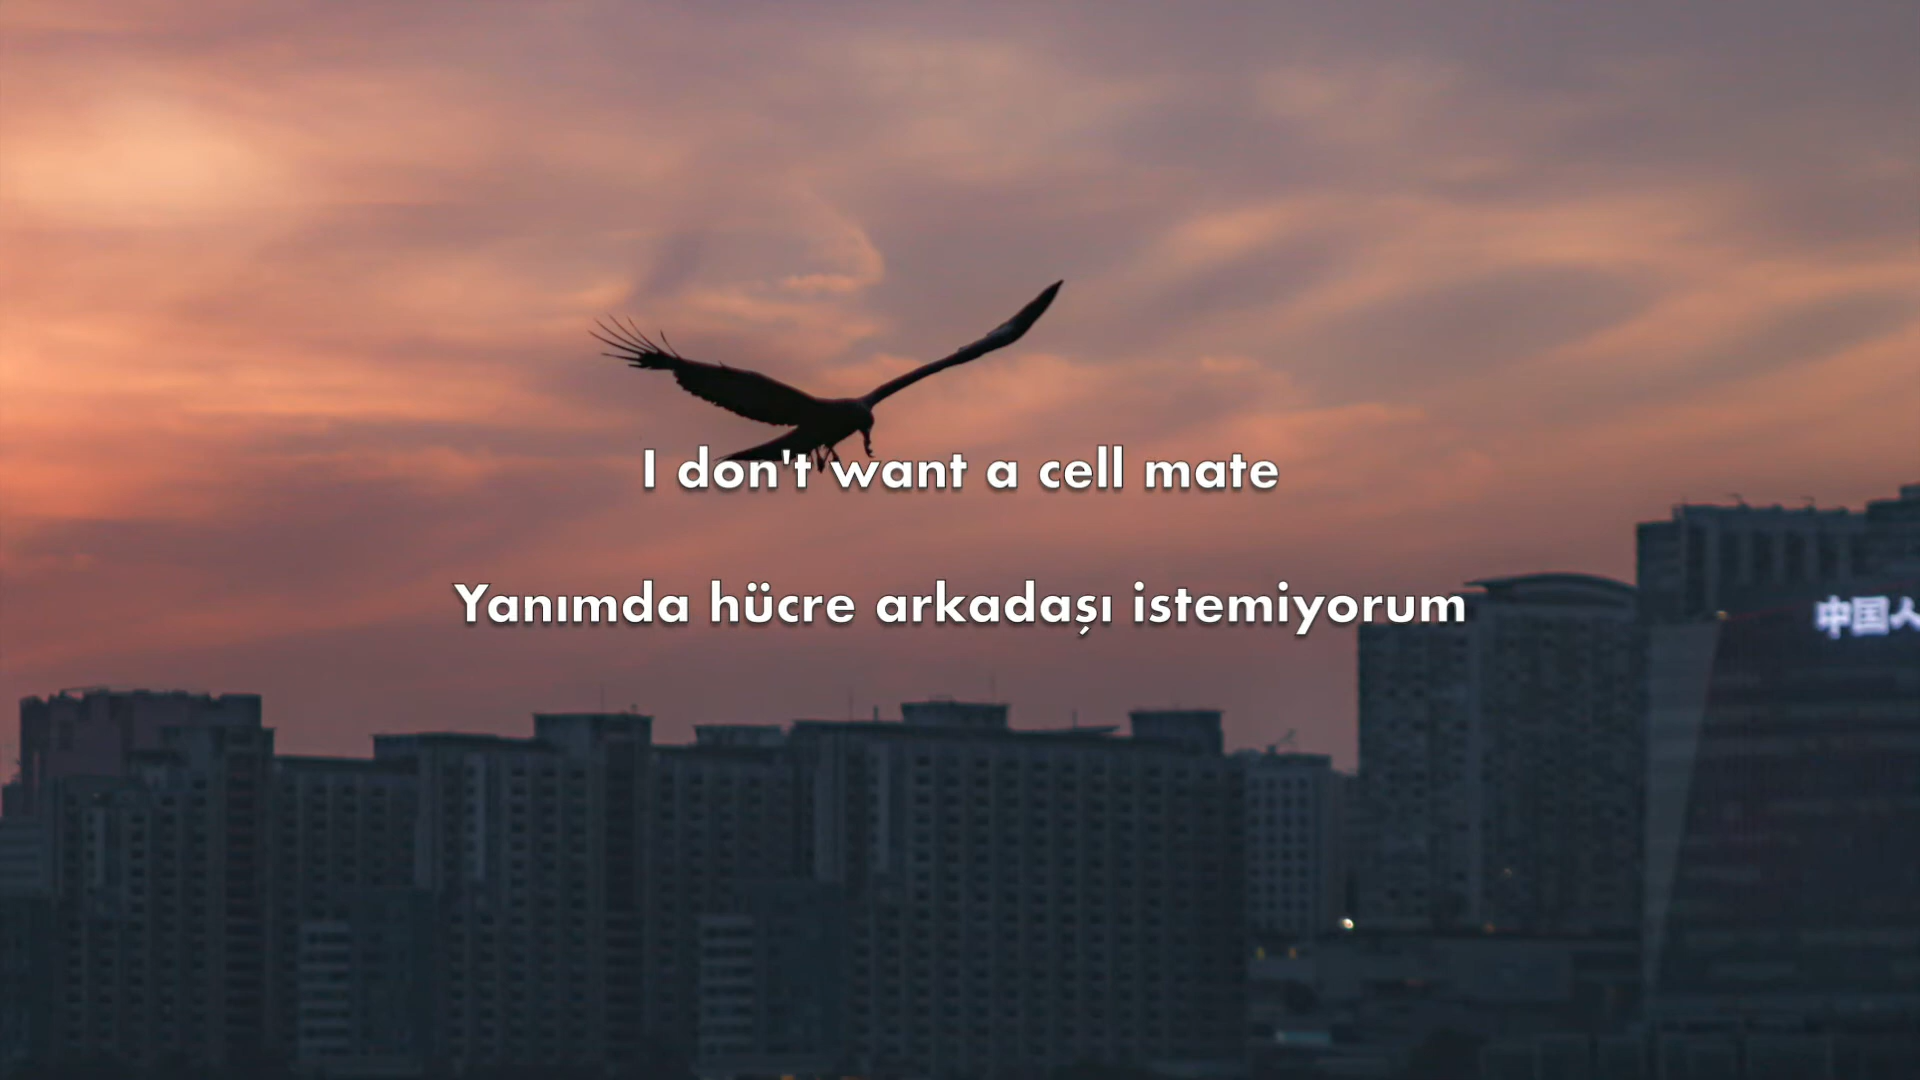 I don't want a cell mate
Yanımda hücre arkadaşı istemiyorum
中国人